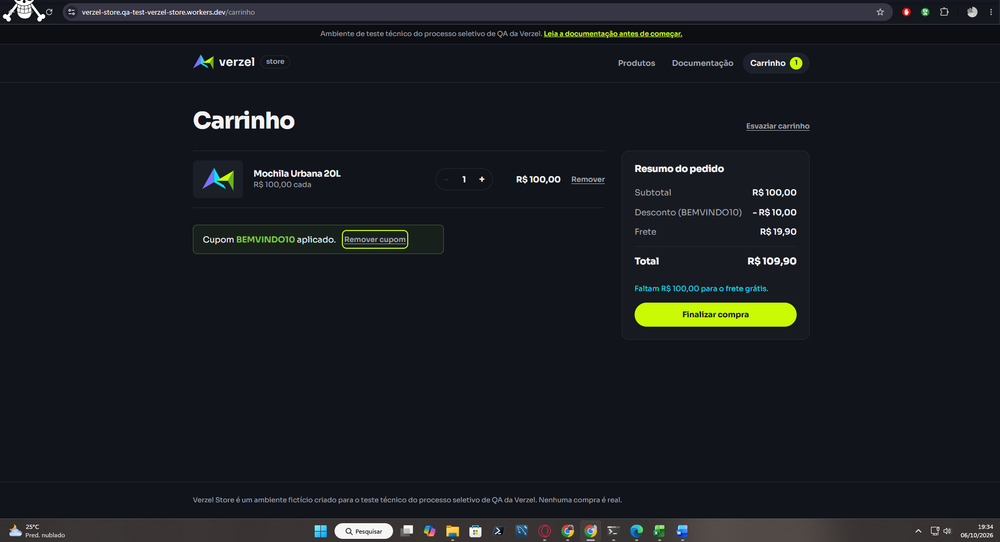 verzel-store.qa-test-verzel-store.workers.dev/carrinho
Ambiente de teste técnico do processo seletivo de QA da Verzel. Leia a documentação antes de começar.
verzel store
Produtos Documentação Carrinho 1
Carrinho
Esvaziar carrinho
Mochila Urbana 20L
R$ 100,00 cada
- 1 + R$ 100,00 Remover
Cupom BEMVINDO10 aplicado. Remover cupom
Resumo do pedido
Subtotal R$ 100,00
Desconto (BEMVINDO10) - R$ 10,00
Frete R$ 19,90
Total R$ 109,90
Faltam R$ 100,00 para o frete grátis.
Finalizar compra
Verzel Store é um ambiente fictício criado para o teste técnico do processo seletivo de QA da Verzel. Nenhuma compra é real.
25°C
Pred. nublado
Pesquisar
19:34
06/10/2026